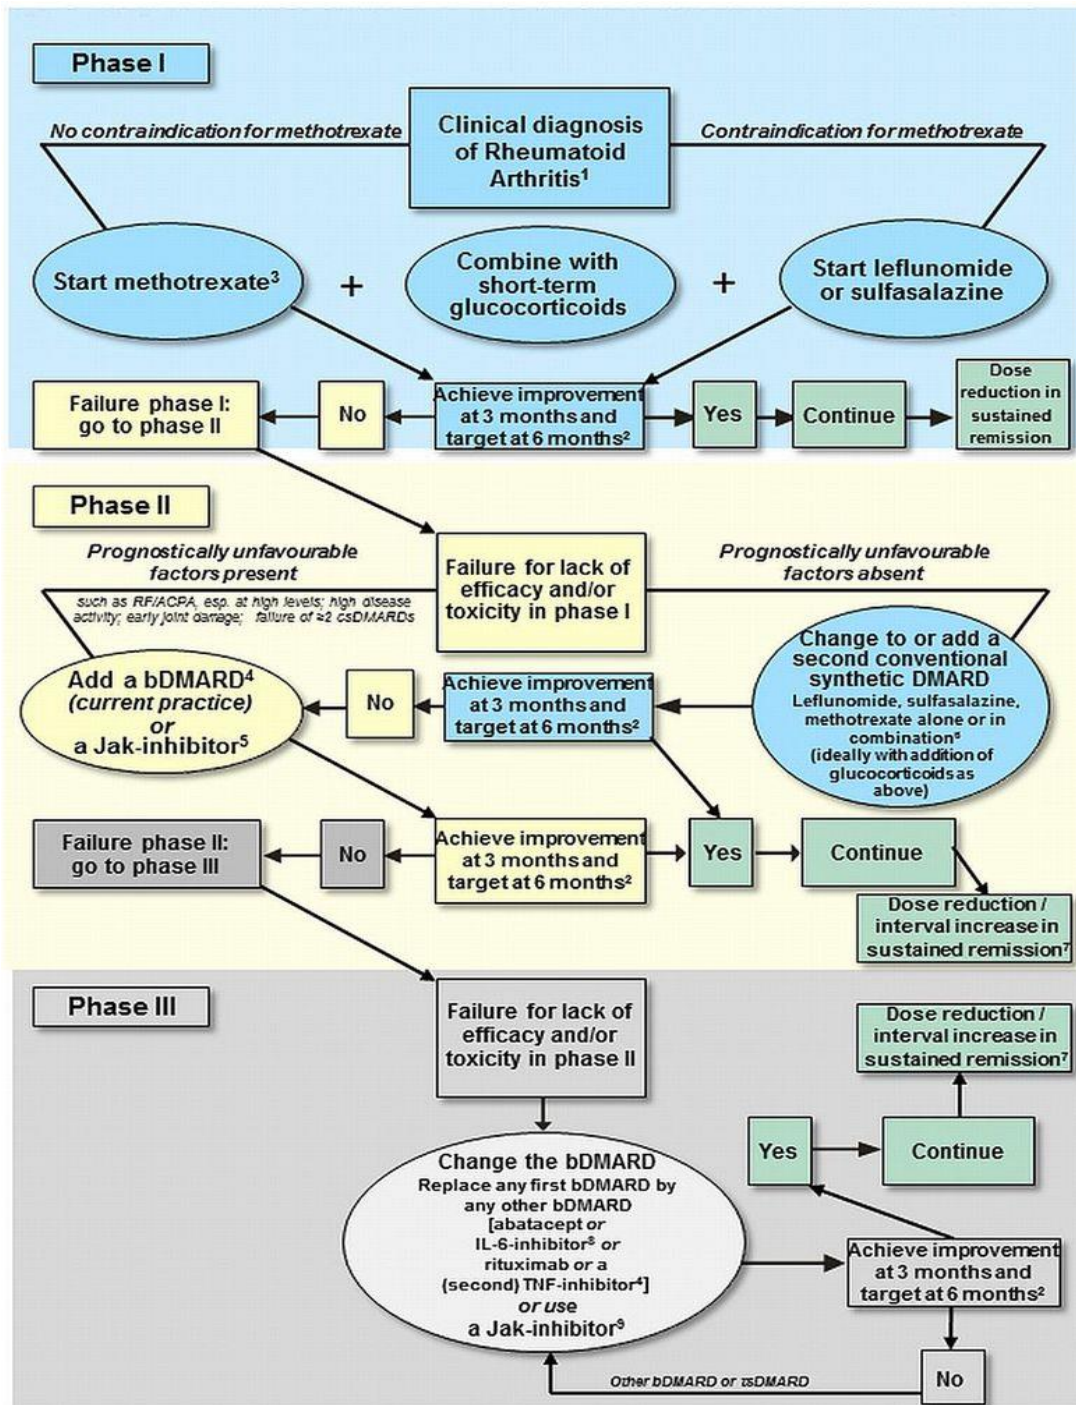 Phase I
No contraindication for methotrexate
Clinical diagnosis
of Rheumatoid
Arthritis¹
Contraindication for methotrexate
Start methotrexate³
+
Combine with
short-term
glucocorticoids
+
Start leflunomide
or sulfasalazine
Failure phase I:
go to phase II
No
Achieve improvement
at 3 months and
target at 6 months²
Yes
Continue
Dose
reduction in
sustained
remission
Phase II
Prognostically unfavourable
factors present
such as RF/ACPA, esp. at high levels; high disease
activity; early joint damage; failure of ≥2 csDMARDs
Failure for lack of
efficacy and/or
toxicity in phase I
Prognostically unfavourable
factors absent
Add a bDMARD⁴
(current practice)
or
a Jak-inhibitor⁵
No
Achieve improvement
at 3 months and
target at 6 months²
Change to or add a
second conventional
synthetic DMARD
Leflunomide, sulfasalazine,
methotrexate alone or in
combination⁶
(ideally with addition of
glucocorticoids as
above)
Failure phase II:
go to phase III
No
Achieve improvement
at 3 months and
target at 6 months²
Yes
Continue
Dose reduction /
interval increase in
sustained remission⁷
Phase III
Failure for lack of
efficacy and/or
toxicity in phase II
Dose reduction /
interval increase in
sustained remission⁷
Yes
Continue
Change the bDMARD
Replace any first bDMARD by
any other bDMARD
[abatacept or
IL-6-inhibitor⁸ or
rituximab or a
(second) TNF-inhibitor⁴]
or use
a Jak-inhibitor⁹
Achieve improvement
at 3 months and
target at 6 months²
No
Other bDMARD or tsDMARD